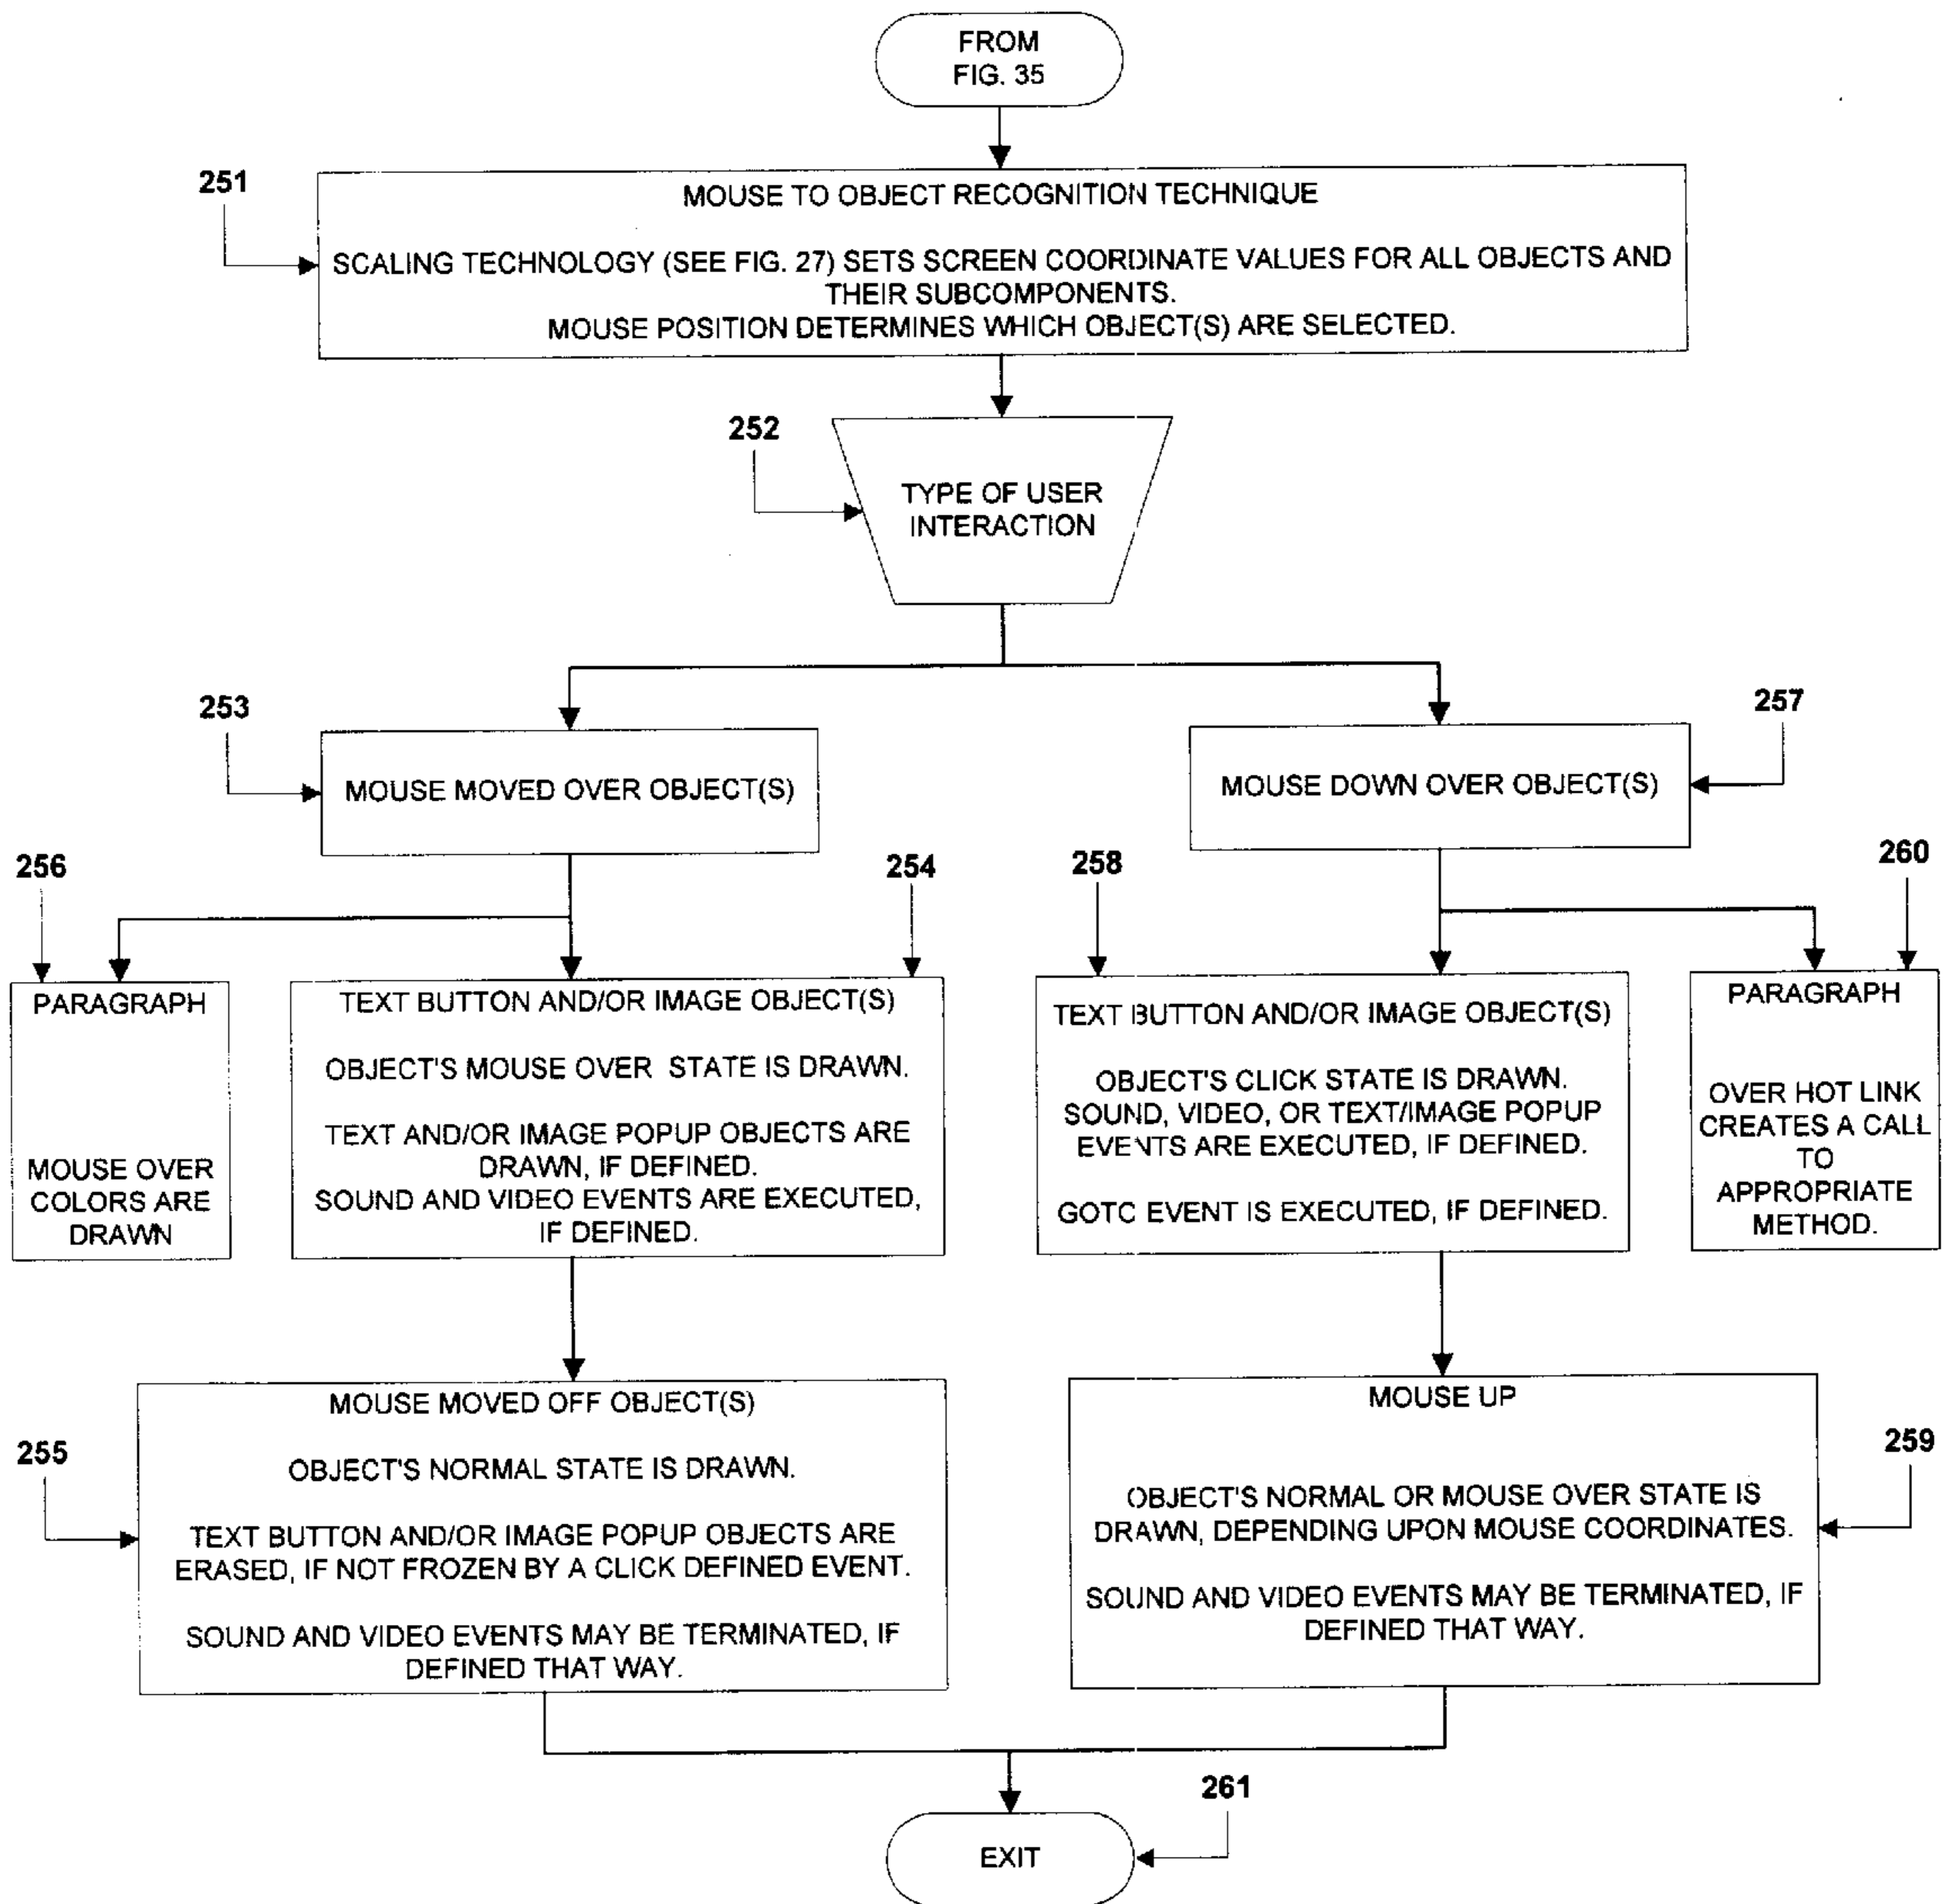 FROM
FIG. 35
251
MOUSE TO OBJECT RECOGNITION TECHNIQUE
SCALING TECHNOLOGY (SEE FIG. 27) SETS SCREEN COORDINATE VALUES FOR ALL OBJECTS AND
THEIR SUBCOMPONENTS.
MOUSE POSITION DETERMINES WHICH OBJECT(S) ARE SELECTED.
252
TYPE OF USER
INTERACTION
253
MOUSE MOVED OVER OBJECT(S)
257
MOUSE DOWN OVER OBJECT(S)
256
PARAGRAPH
MOUSE OVER
COLORS ARE
DRAWN
254
TEXT BUTTON AND/OR IMAGE OBJECT(S)
OBJECT'S MOUSE OVER STATE IS DRAWN.
TEXT AND/OR IMAGE POPUP OBJECTS ARE
DRAWN, IF DEFINED.
SOUND AND VIDEO EVENTS ARE EXECUTED,
IF DEFINED.
258
TEXT BUTTON AND/OR IMAGE OBJECT(S)
OBJECT'S CLICK STATE IS DRAWN.
SOUND, VIDEO, OR TEXT/IMAGE POPUP
EVENTS ARE EXECUTED, IF DEFINED.
GOTO EVENT IS EXECUTED, IF DEFINED.
260
PARAGRAPH
OVER HOT LINK
CREATES A CALL
TO
APPROPRIATE
METHOD.
255
MOUSE MOVED OFF OBJECT(S)
OBJECT'S NORMAL STATE IS DRAWN.
TEXT BUTTON AND/OR IMAGE POPUP OBJECTS ARE
ERASED, IF NOT FROZEN BY A CLICK DEFINED EVENT.
SOUND AND VIDEO EVENTS MAY BE TERMINATED, IF
DEFINED THAT WAY.
MOUSE UP
259
OBJECT'S NORMAL OR MOUSE OVER STATE IS
DRAWN, DEPENDING UPON MOUSE COORDINATES.
SOUND AND VIDEO EVENTS MAY BE TERMINATED, IF
DEFINED THAT WAY.
261
EXIT